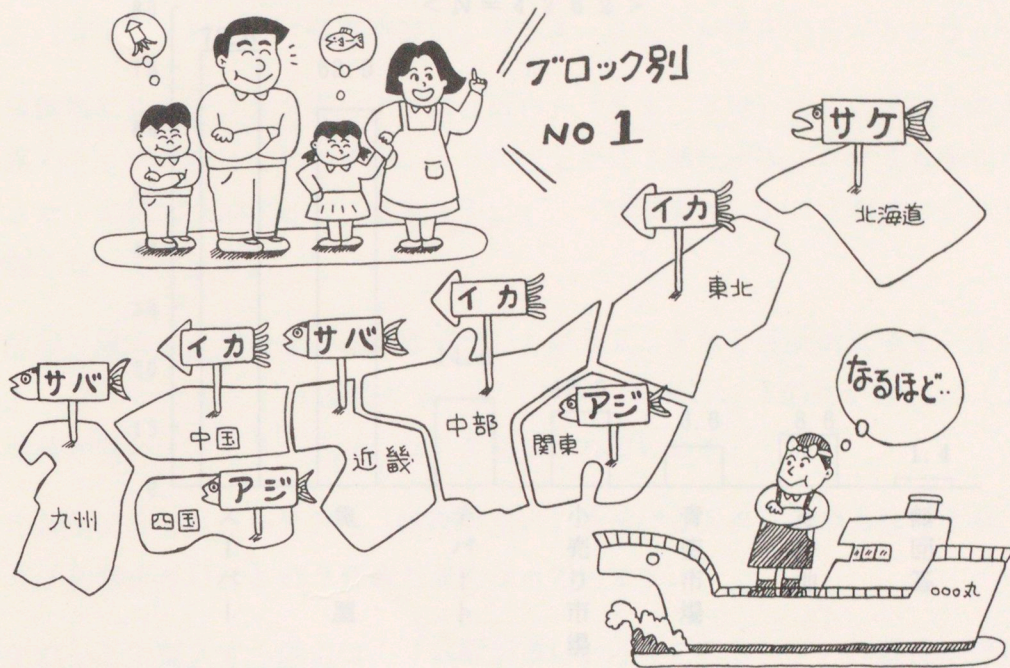 ブロック別
NO 1
サケ
北海道
イカ
東北
イカ
中部
アジ
関東
サバ
近畿
イカ
中国
アジ
四国
サバ
九州
なるほど‥
○○○丸